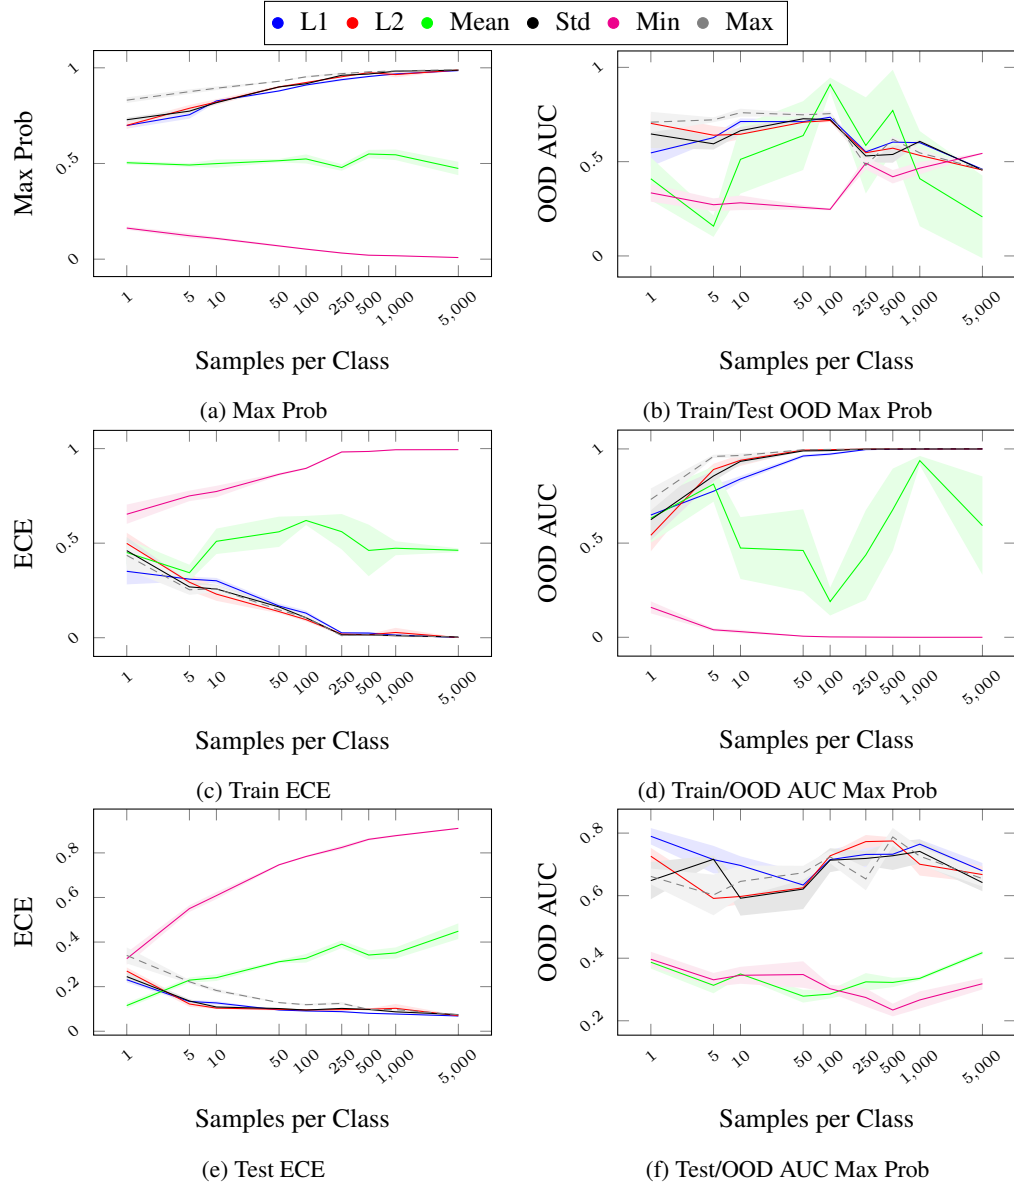 L1 L2 Mean Std Min Max
Max Prob
1
0.5
0
1 5 10 50 100 250 500 1,000 5,000
Samples per Class
(a) Max Prob
OOD AUC
1
0.5
0
1 5 10 50 100 250 500 1,000 5,000
Samples per Class
(b) Train/Test OOD Max Prob
ECE
1
0.5
0
1 5 10 50 100 250 500 1,000 5,000
Samples per Class
(c) Train ECE
OOD AUC
1
0.5
0
1 5 10 50 100 250 500 1,000 5,000
Samples per Class
(d) Train/OOD AUC Max Prob
ECE
0.8
0.6
0.4
0.2
0
1 5 10 50 100 250 500 1,000 5,000
Samples per Class
(e) Test ECE
OOD AUC
0.8
0.6
0.4
0.2
1 5 10 50 100 250 500 1,000 5,000
Samples per Class
(f) Test/OOD AUC Max Prob